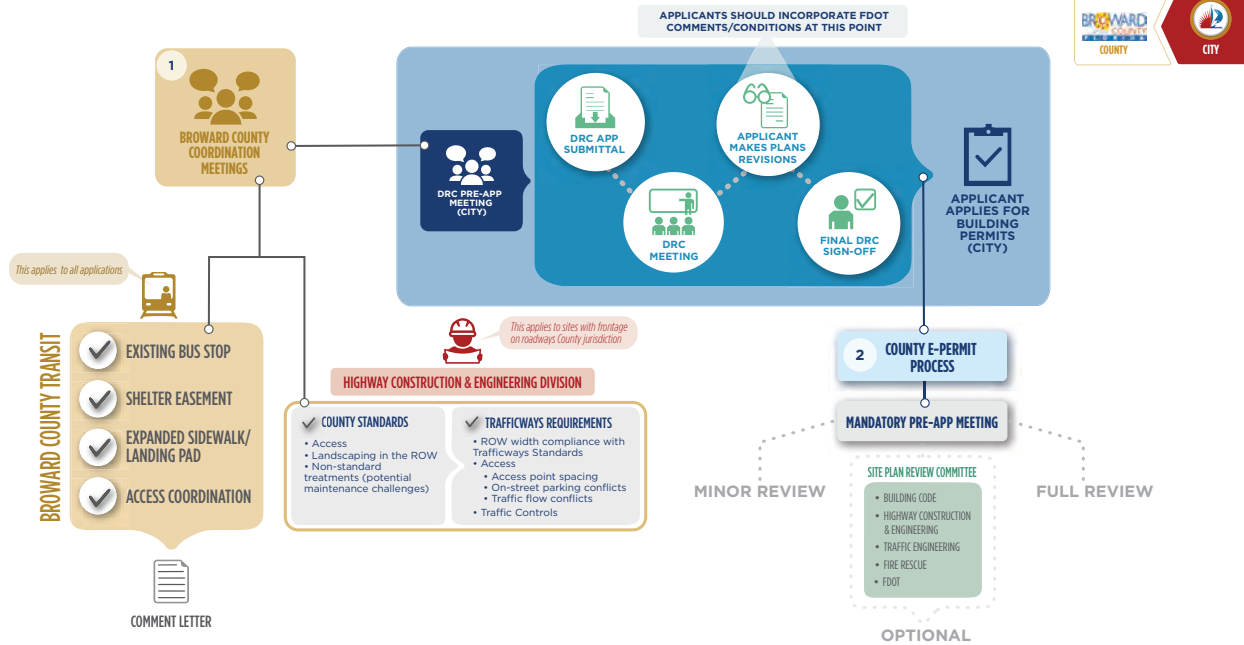 APPLICANTS SHOULD INCORPORATE FDOT
COMMENTS/CONDITIONS AT THIS POINT
BROWARD
COUNTY
FLORIDA
COUNTY
CITY
1
BROWARD COUNTY
COORDINATION
MEETINGS
DRC PRE-APP
MEETING
(CITY)
DRC APP
SUBMITTAL
DRC
MEETING
APPLICANT
MAKES PLANS
REVISIONS
FINAL DRC
SIGN-OFF
APPLICANT
APPLIES FOR
BUILDING
PERMITS
(CITY)
This applies to all applications
BROWARD COUNTY TRANSIT
EXISTING BUS STOP
SHELTER EASEMENT
EXPANDED SIDEWALK/
LANDING PAD
ACCESS COORDINATION
COMMENT LETTER
This applies to sites with frontage
on roadways County jurisdiction
HIGHWAY CONSTRUCTION & ENGINEERING DIVISION
COUNTY STANDARDS
• Access
• Landscaping in the ROW
• Non-standard
treatments (potential
maintenance challenges)
TRAFFICWAYS REQUIREMENTS
• ROW width compliance with
Trafficways Standards
• Access
• Access point spacing
• On-street parking conflicts
• Traffic flow conflicts
• Traffic Controls
2
COUNTY E-PERMIT
PROCESS
MANDATORY PRE-APP MEETING
MINOR REVIEW
FULL REVIEW
SITE PLAN REVIEW COMMITTEE
• BUILDING CODE
• HIGHWAY CONSTRUCTION
& ENGINEERING
• TRAFFIC ENGINEERING
• FIRE RESCUE
• FDOT
OPTIONAL